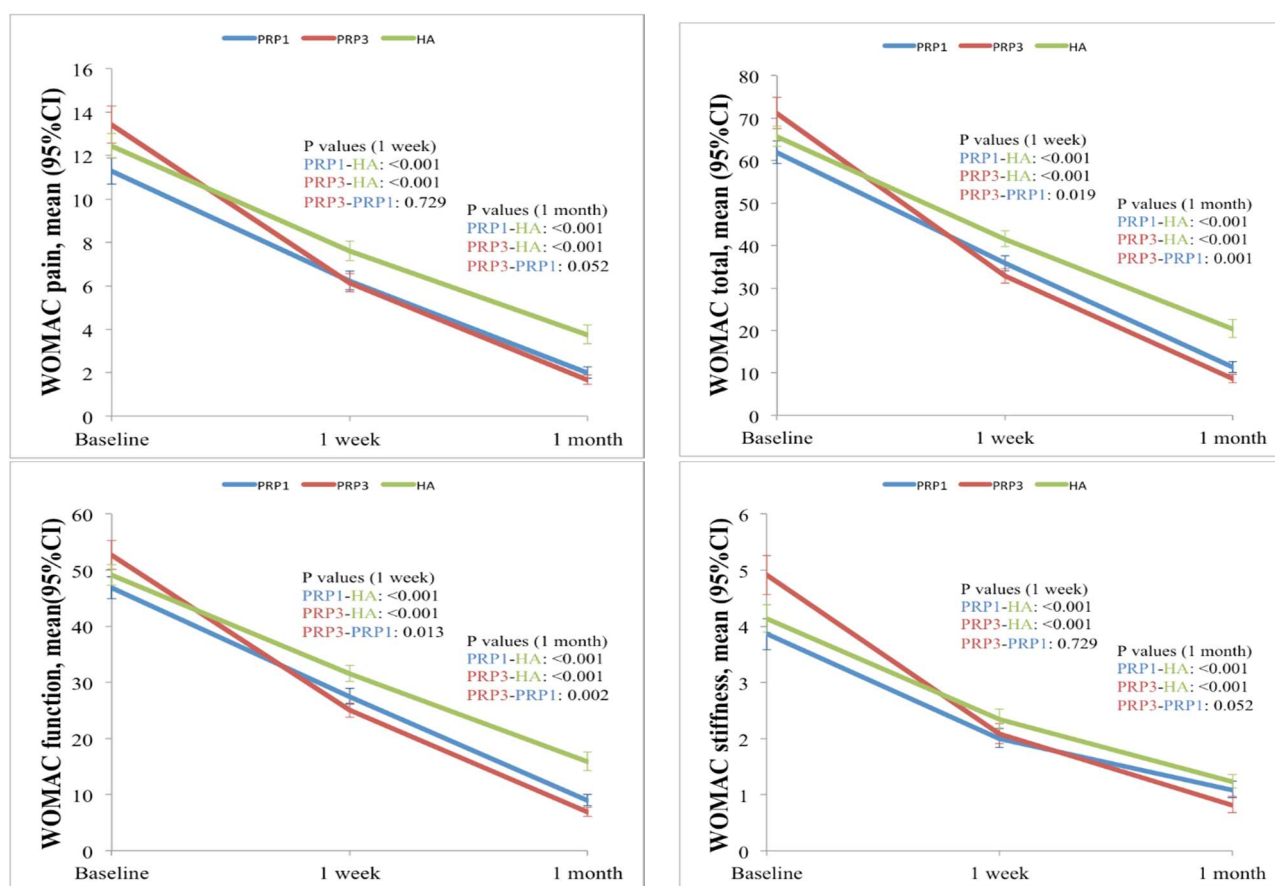 PRP1 PRP3 HA
WOMAC pain, mean (95%CI)
16
14
12
10
8
6
4
2
0
P values (1 week)
PRP1-HA: <0.001
PRP3-HA: <0.001
PRP3-PRP1: 0.729
P values (1 month)
PRP1-HA: <0.001
PRP3-HA: <0.001
PRP3-PRP1: 0.052
Baseline 1 week 1 month
PRP1 PRP3 HA
WOMAC total, mean (95%CI)
80
70
60
50
40
30
20
10
0
P values (1 week)
PRP1-HA: <0.001
PRP3-HA: <0.001
PRP3-PRP1: 0.019
P values (1 month)
PRP1-HA: <0.001
PRP3-HA: <0.001
PRP3-PRP1: 0.001
Baseline 1 week 1 month
PRP1 PRP3 HA
WOMAC function, mean(95%CI)
60
50
40
30
20
10
0
P values (1 week)
PRP1-HA: <0.001
PRP3-HA: <0.001
PRP3-PRP1: 0.013
P values (1 month)
PRP1-HA: <0.001
PRP3-HA: <0.001
PRP3-PRP1: 0.002
Baseline 1 week 1 month
PRP1 PRP3 HA
WOMAC stiffness, mean (95%CI)
6
5
4
3
2
1
0
P values (1 week)
PRP1-HA: <0.001
PRP3-HA: <0.001
PRP3-PRP1: 0.729
P values (1 month)
PRP1-HA: <0.001
PRP3-HA: <0.001
PRP3-PRP1: 0.052
Baseline 1 week 1 month